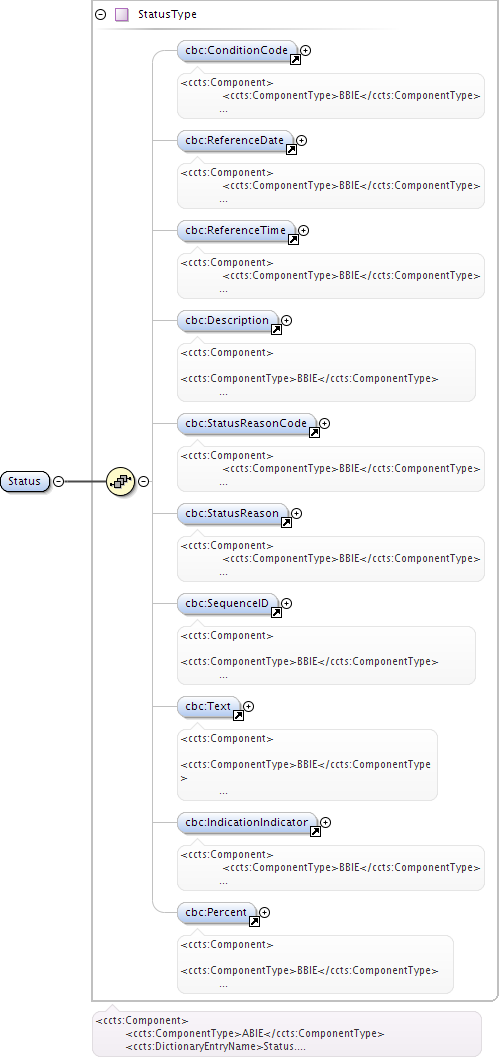 StatusType
cbc:ConditionCode
<ccts:Component>
<ccts:ComponentType>BBIE</ccts:ComponentType>
...
cbc:ReferenceDate
<ccts:Component>
<ccts:ComponentType>BBIE</ccts:ComponentType>
...
cbc:ReferenceTime
<ccts:Component>
<ccts:ComponentType>BBIE</ccts:ComponentType>
...
cbc:Description
<ccts:Component>
<ccts:ComponentType>BBIE</ccts:ComponentType>
...
cbc:StatusReasonCode
<ccts:Component>
<ccts:ComponentType>BBIE</ccts:ComponentType>
...
Status
cbc:StatusReason
<ccts:Component>
<ccts:ComponentType>BBIE</ccts:ComponentType>
...
cbc:SequenceID
<ccts:Component>
<ccts:ComponentType>BBIE</ccts:ComponentType>
...
cbc:Text
<ccts:Component>
<ccts:ComponentType>BBIE</ccts:ComponentType
>
...
cbc:IndicationIndicator
<ccts:Component>
<ccts:ComponentType>BBIE</ccts:ComponentType>
...
cbc:Percent
<ccts:Component>
<ccts:ComponentType>BBIE</ccts:ComponentType>
...
<ccts:Component>
<ccts:ComponentType>ABIE</ccts:ComponentType>
<ccts:DictionaryEntryName>Status....